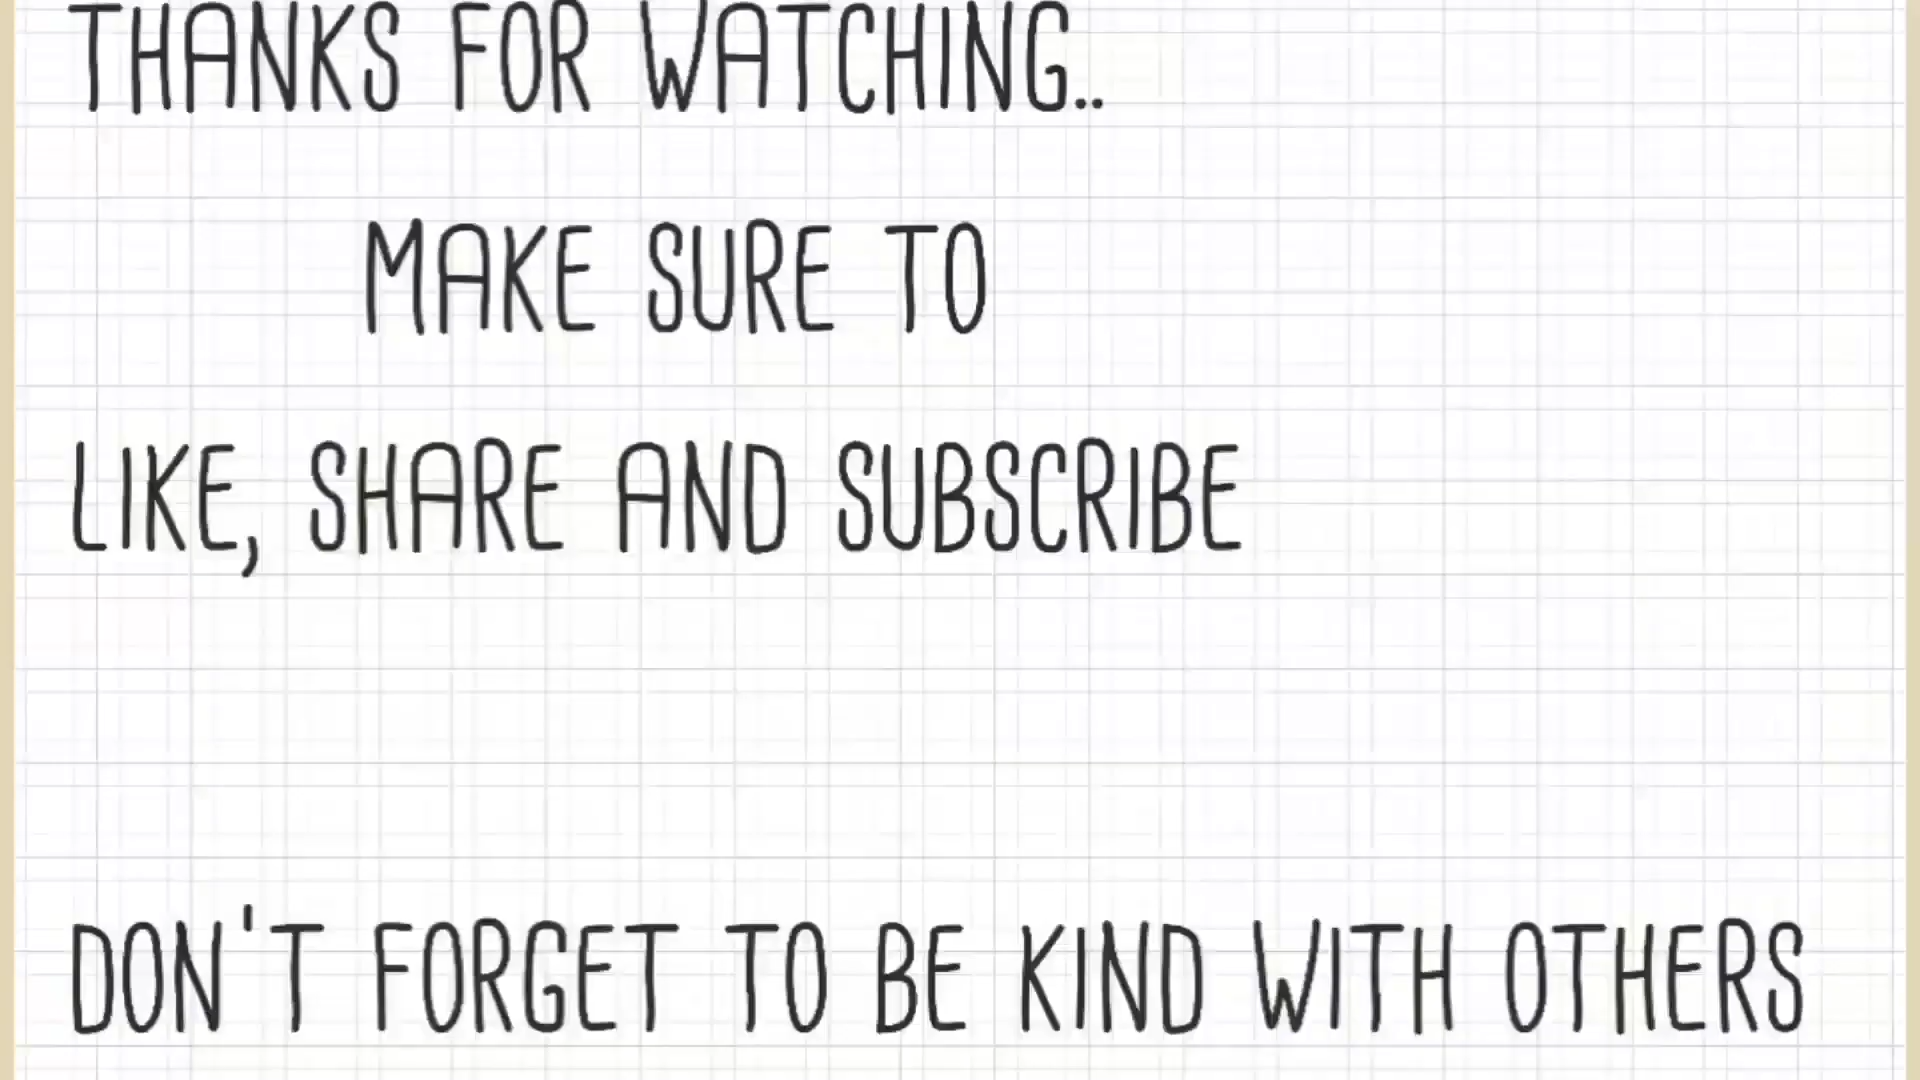 THANKS FOR WATCHING..
MAKE SURE TO
LIKE, SHARE AND SUBSCRIBE
DON'T FORGET TO BE KIND WITH OTHERS